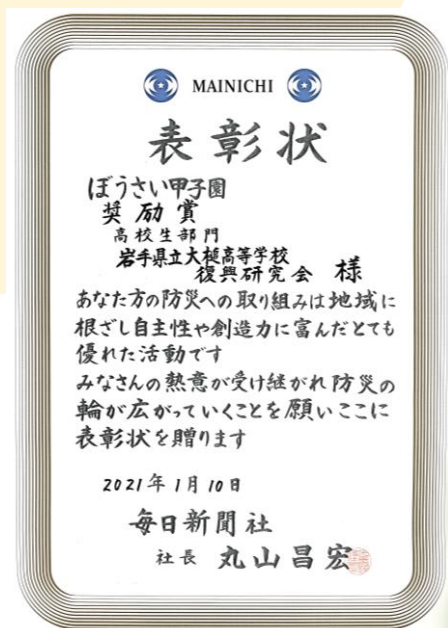 MAINICHI
表彰状
ぼうさい甲子園
奨励賞
高校生部門
岩手県立大槌高等学校
復興研究会 様
あなた方の防災への取り組みは地域に
根ざし自主性や創造力に富んだとても
優れた活動です
みなさんの熱意が受け継がれ防災の
輪が広がっていくことを願いここに
表彰状を贈ります
2021年1月10日
毎日新聞社
社長 丸山昌宏